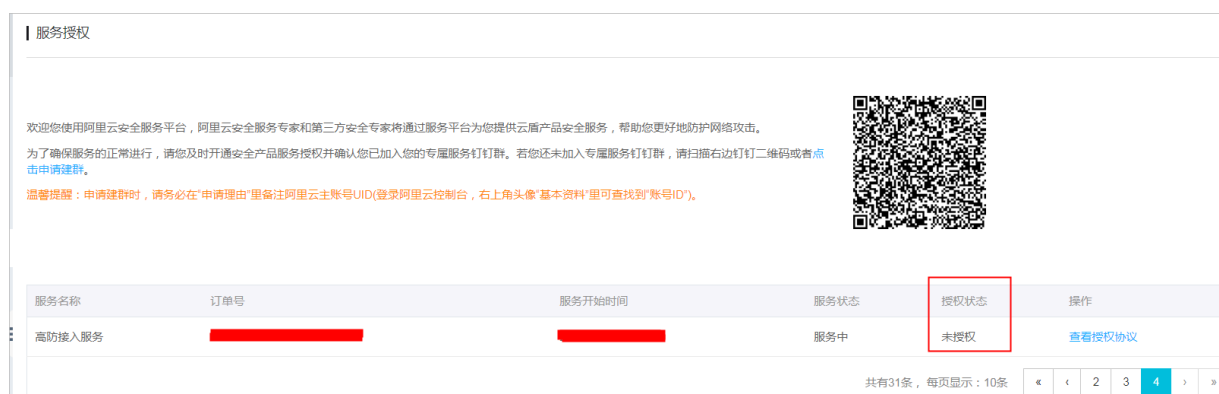 服务授权
欢迎您使用阿里云安全服务平台，阿里云安全服务专家和第三方安全专家将通过服务平台为您提供云盾产品安全服务，帮助您更好地防护网络攻击。
为了确保服务的正常进行，请您及时开通安全产品服务授权并确认您已加入您的专属服务钉钉群。若您还未加入专属服务钉钉群，请扫描右边钉钉二维码或者点
击申请建群。
温馨提醒：申请建群时，请务必在"申请理由"里备注阿里云主账号UID(登录阿里云控制台，右上角头像"基本资料"里可查找到"账号ID")。
服务名称 订单号 服务开始时间 服务状态 授权状态 操作
高防接入服务 服务中 未授权 查看授权协议
共有31条，每页显示：10条 « ‹ 2 3 4 › »